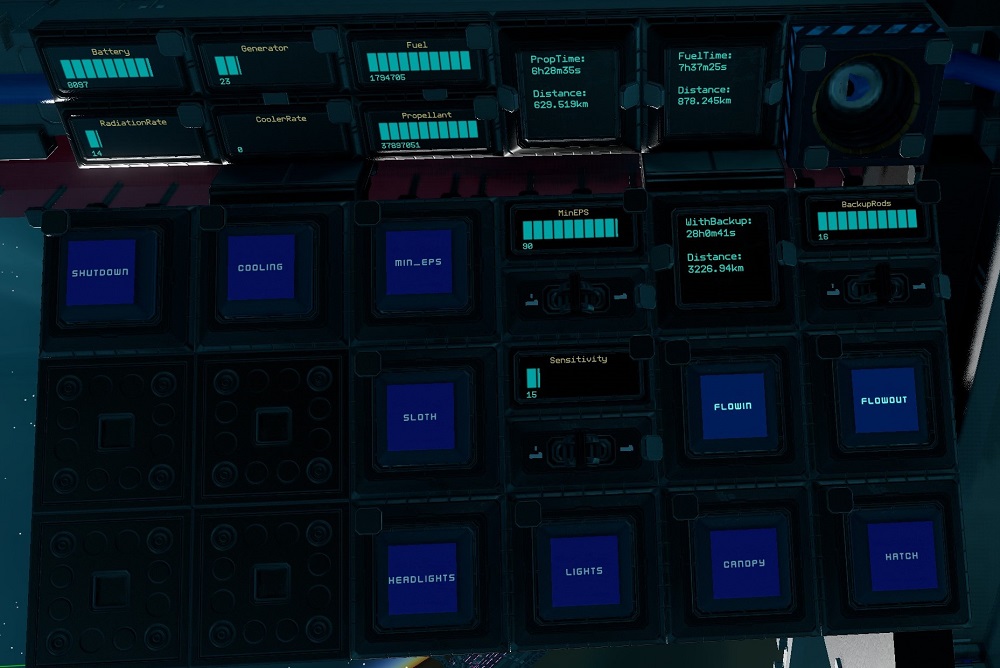 Battery
8097
Generator
23
Fuel
1794705
PropTime:
6h28m35s
Distance:
629.519km
FuelTime:
7h37m25s
Distance:
878.245km
RadiationRate
14
CoolerRate
0
Propellant
37897051
SHUTDOWN
COOLING
MIN_EPS
MinEPS
90
WithBackup:
28h0m41s
Distance:
3226.94km
BackupRods
16
SLOTH
Sensitivity
15
FLOWIN
FLOWOUT
HEADLIGHTS
LIGHTS
CANOPY
HATCH